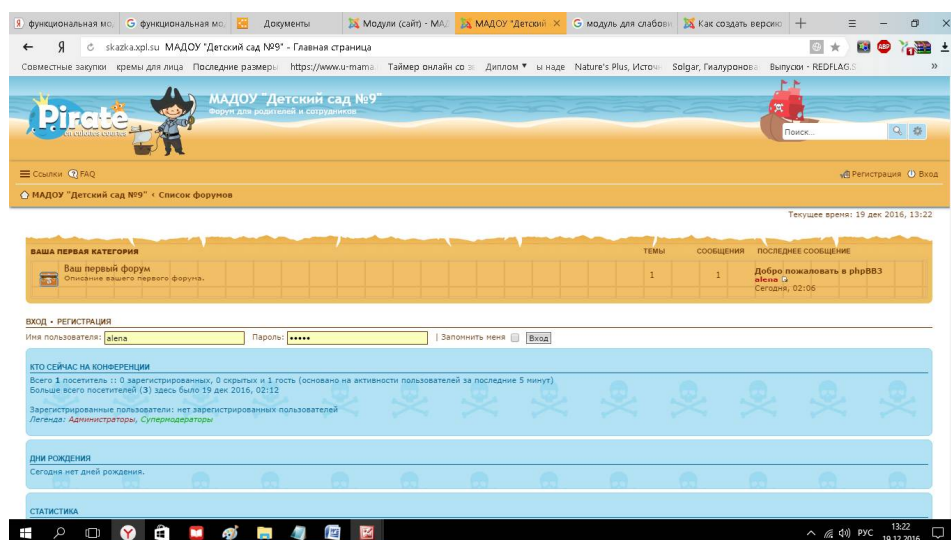 функциональная мо
функциональная мо
Документы
Модули (сайт) - МАД
МАДОУ "Детский
модуль для слабови
Как создать версию
skazka.xpl.su МАДОУ "Детский сад №9" - Главная страница
Совместные закупки кремы для лица Последние размеры https://www.u-mama. Таймер онлайн со Диплом ы наде Nature's Plus, Источ Solgar, Гиалуронова Выпуски - REDFLAG.S »
МАДОУ "Детский сад №9"
Форум для родителей и сотрудников
Pirate
en culottes courtes
Поиск...
Ссылки FAQ
Регистрация Вход
МАДОУ "Детский сад №9" ‹ Список форумов
Текущее время: 19 дек 2016, 13:22
ВАША ПЕРВАЯ КАТЕГОРИЯ ТЕМЫ СООБЩЕНИЯ ПОСЛЕДНЕЕ СООБЩЕНИЕ
Ваш первый форум
Описание вашего первого форума.
1 1
Добро пожаловать в phpBB3
alena
Сегодня, 02:06
ВХОД • РЕГИСТРАЦИЯ
Имя пользователя: alena Пароль: ••••• | Запомнить меня Вход
КТО СЕЙЧАС НА КОНФЕРЕНЦИИ
Всего 1 посетитель :: 0 зарегистрированных, 0 скрытых и 1 гость (основано на активности пользователей за последние 5 минут)
Больше всего посетителей (3) здесь было 19 дек 2016, 02:12
Зарегистрированные пользователи: нет зарегистрированных пользователей
Легенда: Администраторы, Супермодераторы
ДНИ РОЖДЕНИЯ
Сегодня нет дней рождения.
СТАТИСТИКА
РУС
13:22
19.12.2016